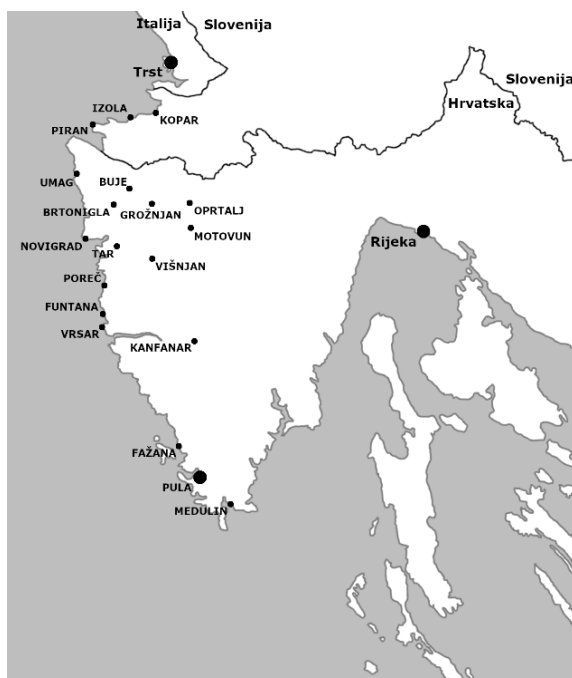 Italija
Slovenija
Trst
Slovenija
Hrvatska
IZOLA
KOPAR
PIRAN
UMAG
BUJE
BRTONIGLA
GROŽNJAN
OPRTALJ
NOVIGRAD
TAR
MOTOVUN
Rijeka
VIŠNJAN
POREČ
FUNTANA
VRSAR
KANFANAR
FAŽANA
PULA
MEDULIN